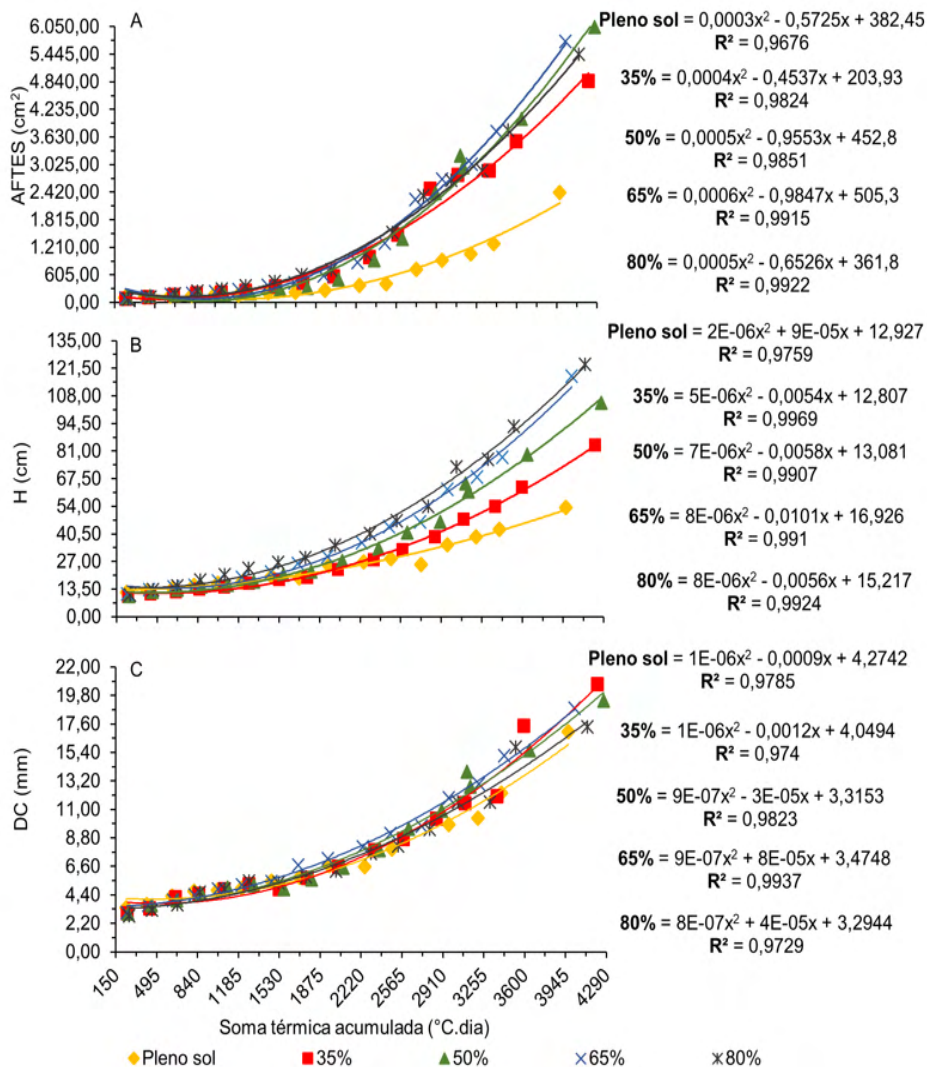 A
AFTES (cm²)
6.050,00
5.445,00
4.840,00
4.235,00
3.630,00
3.025,00
2.420,00
1.815,00
1.210,00
605,00
0,00
Pleno sol = 0,0003x² - 0,5725x + 382,45
R² = 0,9676
35% = 0,0004x² - 0,4537x + 203,93
R² = 0,9824
50% = 0,0005x² - 0,9553x + 452,8
R² = 0,9851
65% = 0,0006x² - 0,9847x + 505,3
R² = 0,9915
80% = 0,0005x² - 0,6526x + 361,8
R² = 0,9922
B
H (cm)
135,00
121,50
108,00
94,50
81,00
67,50
54,00
40,50
27,00
13,50
0,00
Pleno sol = 2E-06x² + 9E-05x + 12,927
R² = 0,9759
35% = 5E-06x² - 0,0054x + 12,807
R² = 0,9969
50% = 7E-06x² - 0,0058x + 13,081
R² = 0,9907
65% = 8E-06x² - 0,0101x + 16,926
R² = 0,991
80% = 8E-06x² - 0,0056x + 15,217
R² = 0,9924
C
DC (mm)
22,00
19,80
17,60
15,40
13,20
11,00
8,80
6,60
4,40
2,20
0,00
Pleno sol = 1E-06x² - 0,0009x + 4,2742
R² = 0,9785
35% = 1E-06x² - 0,0012x + 4,0494
R² = 0,974
50% = 9E-07x² - 3E-05x + 3,3153
R² = 0,9823
65% = 9E-07x² + 8E-05x + 3,4748
R² = 0,9937
80% = 8E-07x² + 4E-05x + 3,2944
R² = 0,9729
150 495 840 1185 1530 1875 2220 2565 2910 3255 3600 3945 4290
Soma térmica acumulada (°C.dia)
Pleno sol 35% 50% 65% 80%